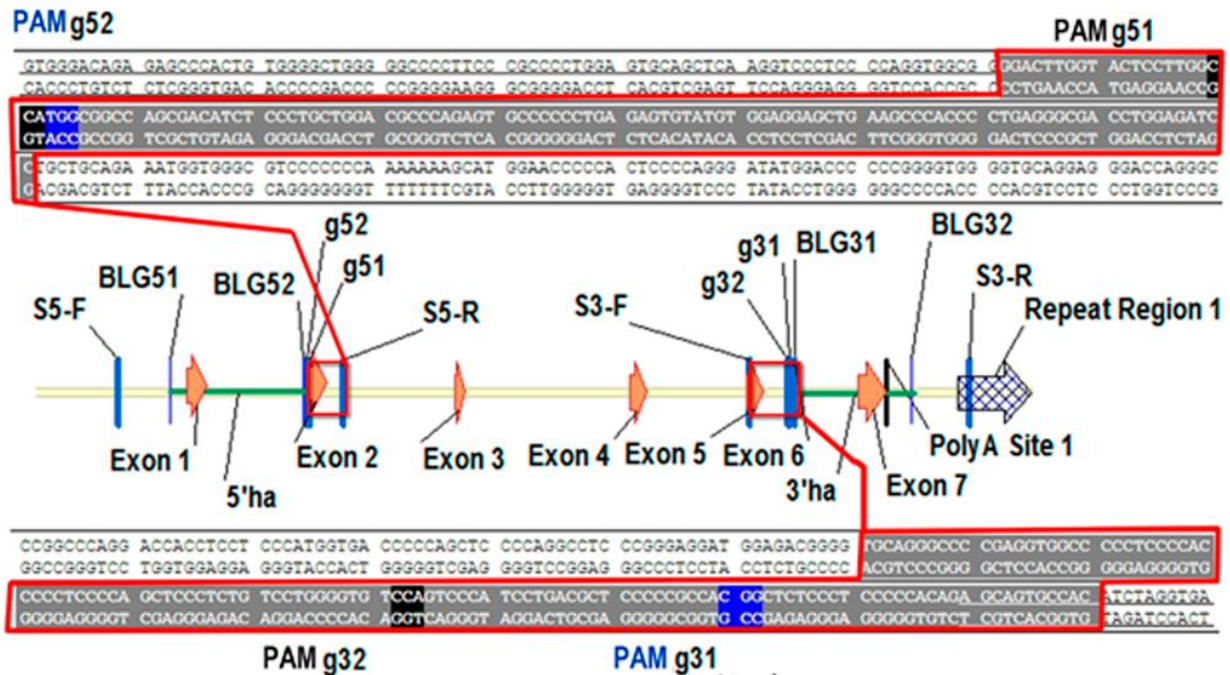 PAM g52
PAM g51
GTGGGACAGA GAGCCCACTG TGGGGCTGGG GGCCCCTTCC CGCCCCTGGA GTGCAGCTCA AGGTCCCTCC CCAGGTGGCG GGGACTTGGT ACTCCTTGGC
CACCCTGTCT CTCGGGTGAC ACCCCGACCC CCGGGGAAGG GCGGGGACCT CACGTCGAGT TCCAGGGAGG GGTCCACCGC CCCTGAACCA TGAGGAACCG
CATGGCGGCC AGCGACATCT CCCTGCTGGA CGCCCAGAGT GCCCCCCTGA GAGTGTATGT GGAGGAGCTG AAGCCCACCC CTGAGGGCGA CCTGGAGATC
GTACCGCCGG TCGCTGTAGA GGGACGACCT GCGGGTCTCA CGGGGGGACT CTCACATACA CCTCCTCGAC TTCGGGTGGG GACTCCCGCT GGACCTCTAG
CTGCTGCAGA AATGGTGGGC GTCCCCCCCA AAAAAAGCAT GGAACCCCCA CTCCCCAGGG ATATGGACCC CCCGGGGTGG GGTGCAGGAG GGACCAGGGC
GACGACGTCT TTACCACCCG CAGGGGGGGT TTTTTTCGTA CCTTGGGGGT GAGGGGTCCC TATACCTGGG GGGCCCCACC CCACGTCCTC CCTGGTCCCG
g52
g51
BLG51
BLG52
S5-F
S5-R
S3-F
g32
g31
BLG31
BLG32
S3-R
Repeat Region 1
Exon 1
5'ha
Exon 2
Exon 3
Exon 4
Exon 5
Exon 6
3'ha
Exon 7
PolyA Site 1
CCGGCCCAGG ACCACCTCCT CCCATGGTGA CCCCCAGCTC CCCAGGCCTC CCGGGAGGAT GGAGACGGGG TGCAGGGCCC CGAGGTGGCC CCCTCCCCAC
GGCCGGGTCC TGGTGGAGGA GGGTACCACT GGGGGTCGAG GGGTCCGGAG GGCCCTCCTA CCTCTGCCCC ACGTCCCGGG GCTCCACCGG GGGAGGGGTG
CCCCTCCCCA GCTCCCTCTG TCCTGGGGTGT TCCAGTCCCA TCCTGACGCT CCCCCGCCAC GGCTCTCCCT CCCCCACAGA GCAGTGCCAC ATCTAGGTGA
GGGGAGGGGT CGAGGGAGAC AGGACCCCAC AGGTCAGGGT AGGACTGCGA GGGGGCGGTG CCGAGAGGGA GGGGGTGTCT CGTCACGGTG TAGATCCACT
PAM g32
PAM g31